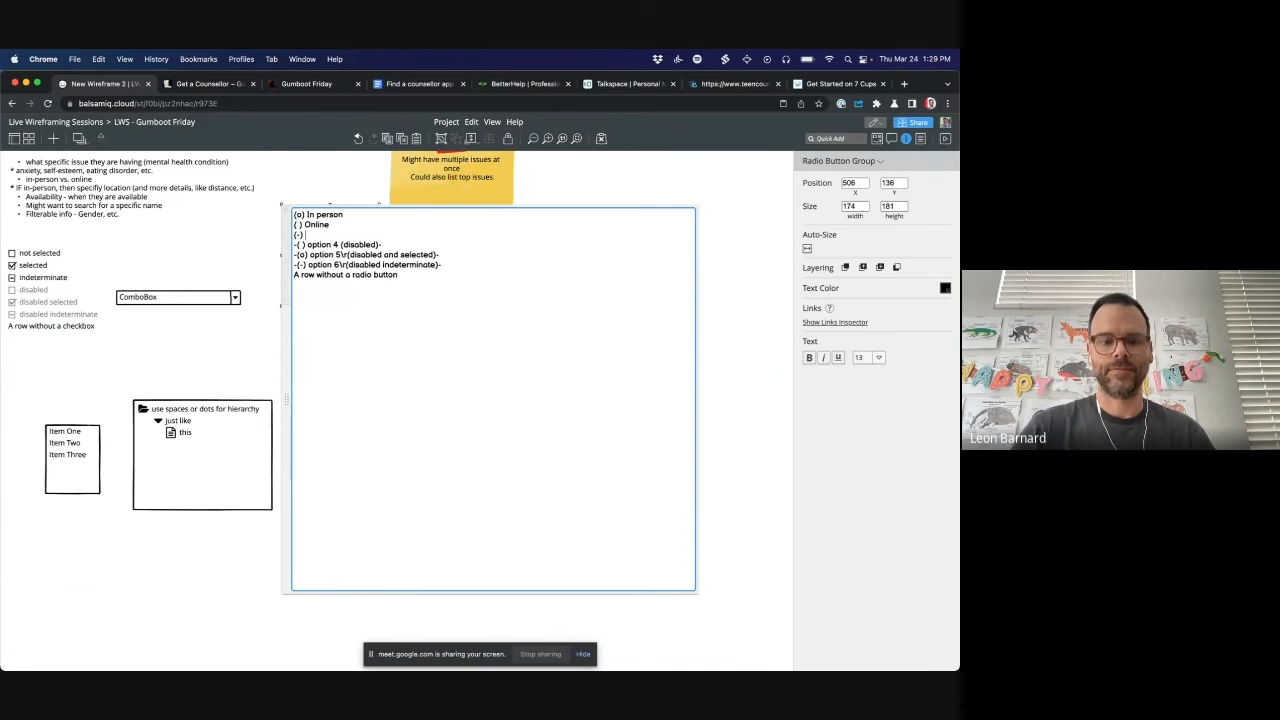 Chrome File Edit View History Bookmarks Profiles Tab Window Help
Thu Mar 24 1:29 PM
New Wireframe 2 | LW
Get a Counsellor – G
Gumboot Friday
Find a counsellor app
BetterHelp | Professio
Talkspace | Personal M
https://www.teencoun
Get Started on 7 Cups
balsamiq.cloud/stjf0bi/pz2nhac/r973E
Live Wireframing Sessions > LWS - Gumboot Friday
Project Edit View Help
Share
Quick Add
• what specific issue they are having (mental health condition)
* anxiety, self-esteem, eating disorder, etc.
• in-person vs. online
* IF in-person, then specifiy location (and more details, like distance, etc.)
• Availability - when they are available
• Might want to search for a specific name
• Filterable info - Gender, etc.
Might have multiple issues at
once
Could also list top issues
not selected
selected
indeterminate
disabled
disabled selected
disabled indeterminate
A row without a checkbox
ComboBox
Item One
Item Two
Item Three
use spaces or dots for hierarchy
just like
this
(o) In person
( ) Online
(-)
-( ) option 4 (disabled)-
-(o) option 5\r(disabled and selected)-
-(-) option 6\r(disabled indeterminate)-
A row without a radio button
Radio Button Group
Position
506
136
X
Y
Size
174
181
width
height
Auto-Size
Layering
Text Color
Links
?
Show Links Inspector
Text
B i U 13
meet.google.com is sharing your screen.
Stop sharing
Hide
Leon Barnard